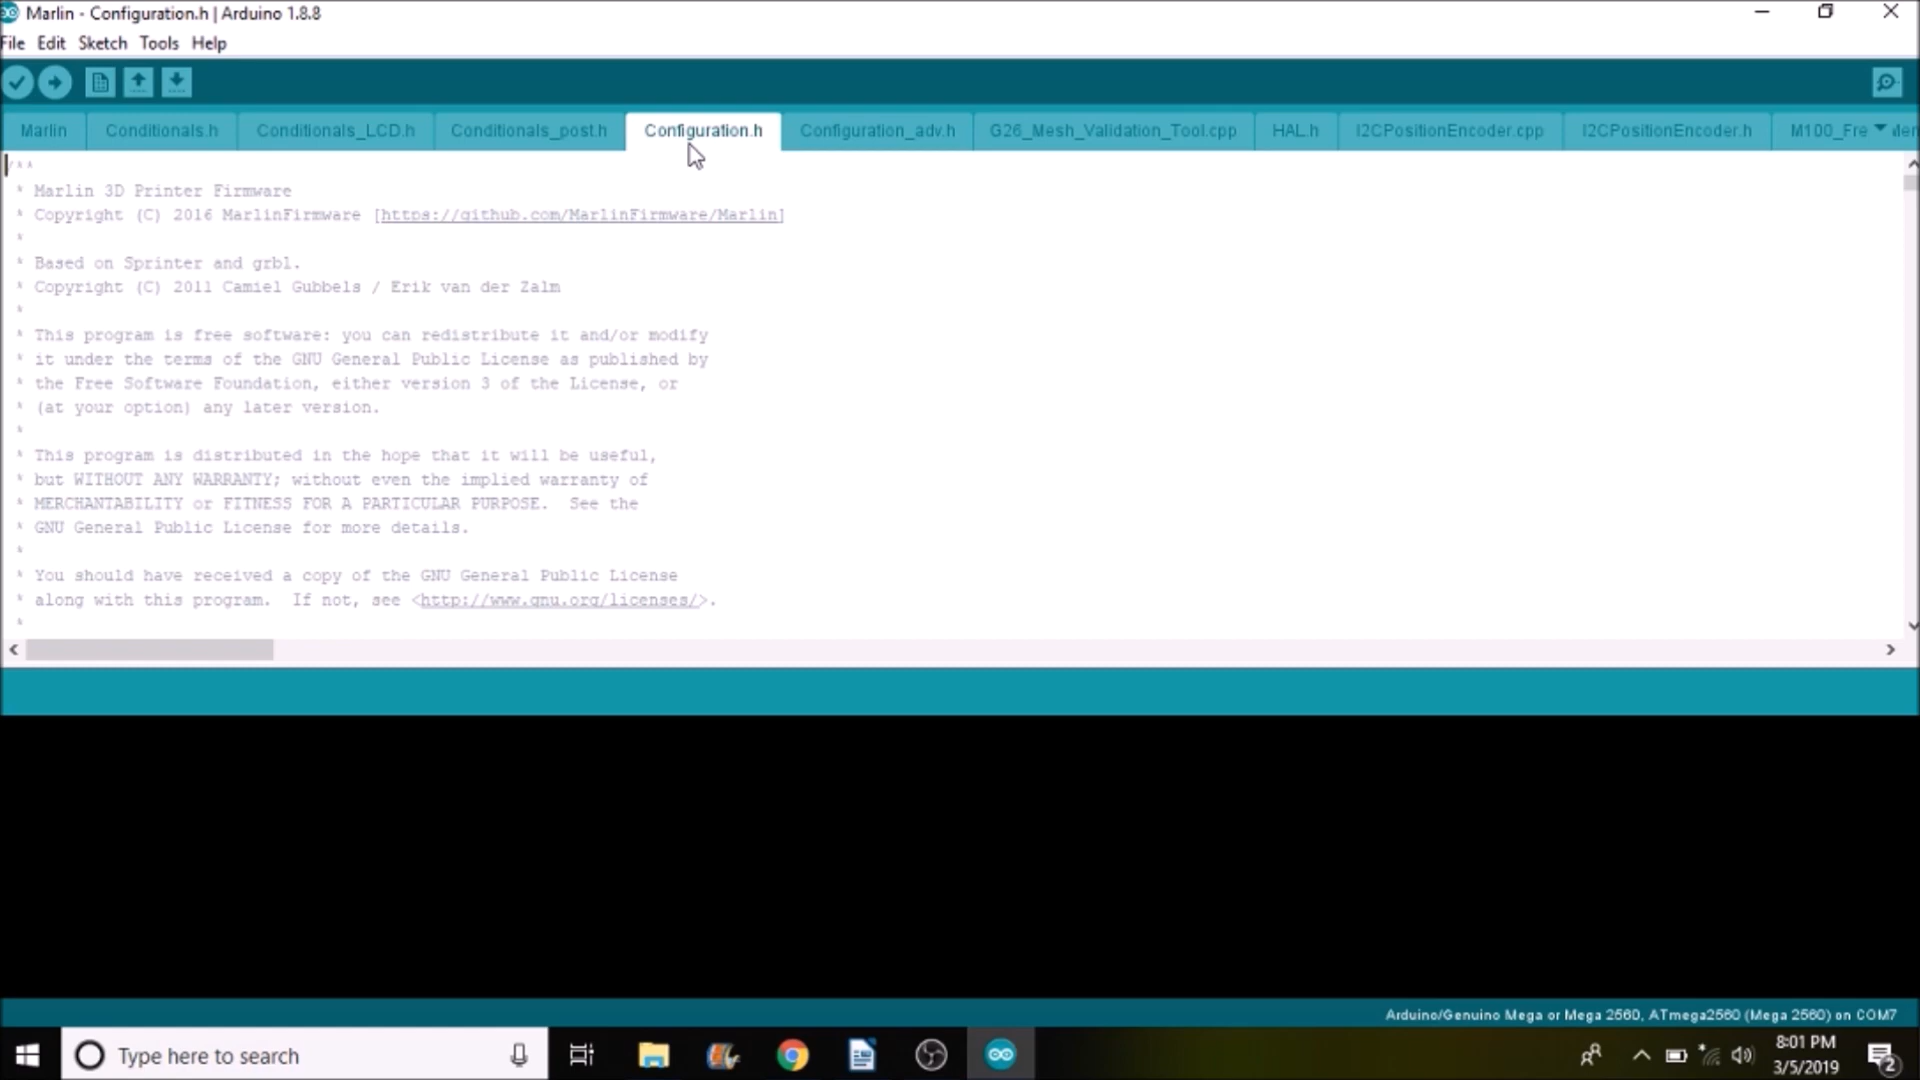 Marlin - Configuration.h | Arduino 1.8.8
File Edit Sketch Tools Help
Marlin Conditionals.h Conditionals_LCD.h Conditionals_post.h Configuration.h Configuration_adv.h G26_Mesh_Validation_Tool.cpp HAL.h I2CPositionEncoder.cpp I2CPositionEncoder.h M100_Fre
/**
* Marlin 3D Printer Firmware
* Copyright (C) 2016 MarlinFirmware [https://github.com/MarlinFirmware/Marlin]
*
* Based on Sprinter and grbl.
* Copyright (C) 2011 Camiel Gubbels / Erik van der Zalm
*
* This program is free software: you can redistribute it and/or modify
* it under the terms of the GNU General Public License as published by
* the Free Software Foundation, either version 3 of the License, or
* (at your option) any later version.
*
* This program is distributed in the hope that it will be useful,
* but WITHOUT ANY WARRANTY; without even the implied warranty of
* MERCHANTABILITY or FITNESS FOR A PARTICULAR PURPOSE.  See the
* GNU General Public License for more details.
*
* You should have received a copy of the GNU General Public License
* along with this program.  If not, see <http://www.gnu.org/licenses/>.
*
Arduino/Genuino Mega or Mega 2560, ATmega2560 (Mega 2560) on COM7
Type here to search
8:01 PM
3/5/2019
2